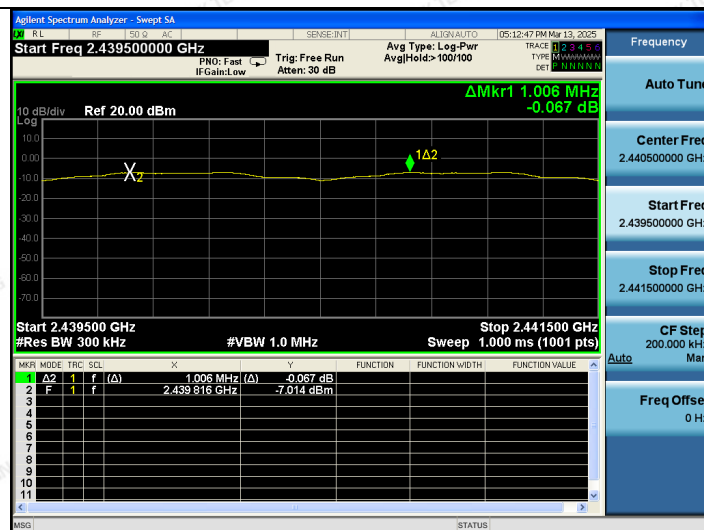 Agilent Spectrum Analyzer - Swept SA
LXI RL RF 50 Ω AC SENSE:INT ALIGNAUTO 05:12:47 PM Mar 13, 2025
Start Freq 2.439500000 GHz
PNO: Fast
IFGain:Low
Trig: Free Run
Atten: 30 dB
Avg Type: Log-Pwr
Avg|Hold:>100/100
TRACE 1 2 3 4 5 6
TYPE M WWWWW
DET P N N N N N
ΔMkr1 1.006 MHz
-0.067 dB
10 dB/div Ref 20.00 dBm
Log
10.0
0.00
-10.0
-20.0
-30.0
-40.0
-50.0
-60.0
-70.0
X2
1Δ2
Start 2.439500 GHz Stop 2.441500 GHz
#Res BW 300 kHz #VBW 1.0 MHz Sweep 1.000 ms (1001 pts)
MKR MODE TRC SCL X Y FUNCTION FUNCTION WIDTH FUNCTION VALUE
1 Δ2 1 f (Δ) 1.006 MHz (Δ) -0.067 dB
2 F 1 f 2.439 816 GHz -7.014 dBm
3
4
5
6
7
8
9
10
11
MSG STATUS
Frequency
Auto Tune
Center Freq
2.440500000 GHz
Start Freq
2.439500000 GHz
Stop Freq
2.441500000 GHz
CF Step
200.000 kHz
Auto Man
Freq Offset
0 Hz